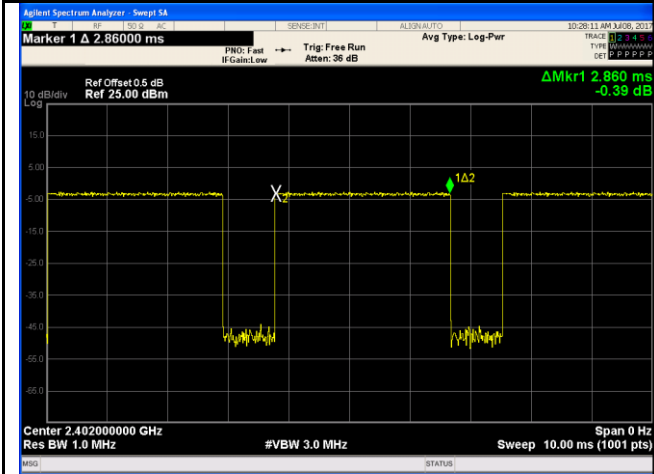 Agilent Spectrum Analyzer - Swept SA
T RF 50 Ω AC SENSE:INT ALIGN AUTO 10:28:11 AM Jul 08, 2017
Marker 1 Δ 2.86000 ms Avg Type: Log-Pwr TRACE 1 2 3 4 5 6
PNO: Fast Trig: Free Run TYPE WWWWWW
IFGain:Low Atten: 36 dB DET P P P P P P
ΔMkr1 2.860 ms
Ref Offset 0.5 dB -0.39 dB
10 dB/div Ref 25.00 dBm
Log
15.0
5.00
1Δ2
X2
-5.00
-15.0
-25.0
-35.0
-45.0
-55.0
-65.0
Center 2.402000000 GHz Span 0 Hz
Res BW 1.0 MHz #VBW 3.0 MHz Sweep 10.00 ms (1001 pts)
MSG STATUS